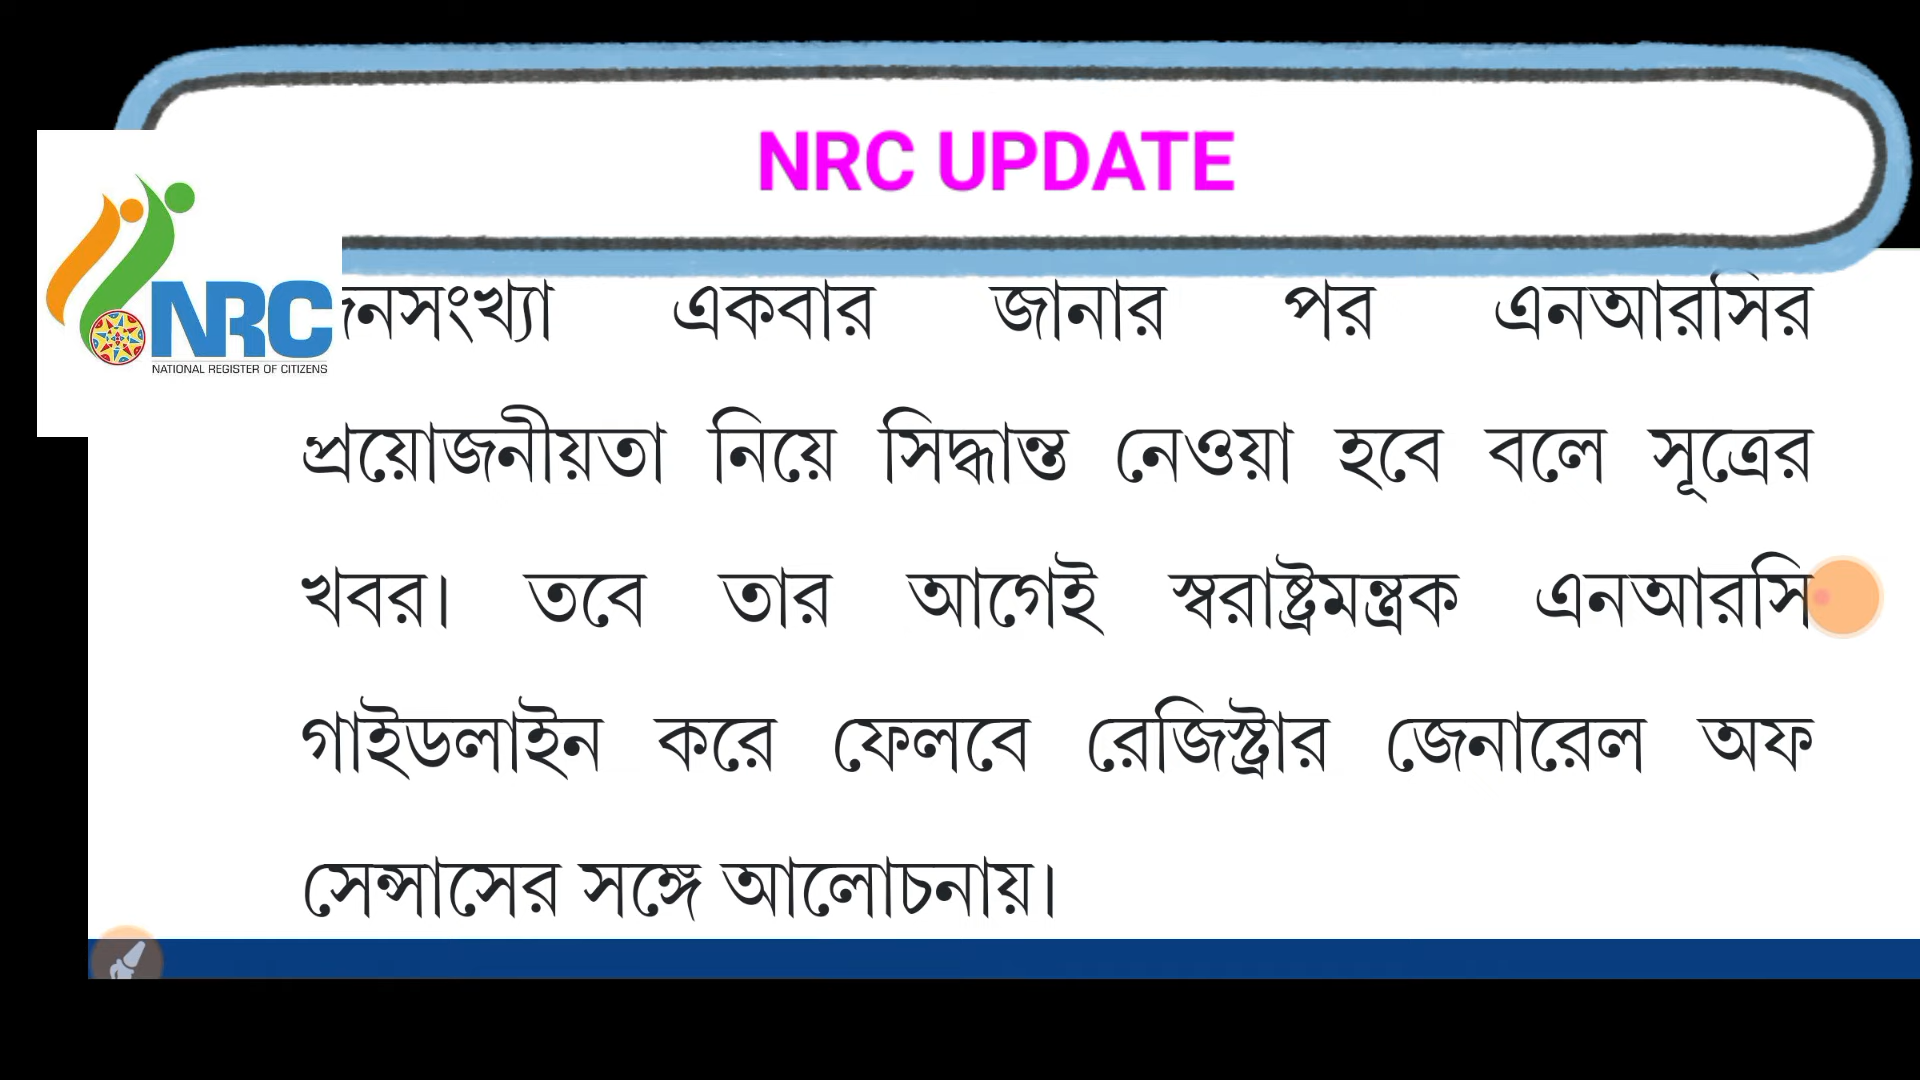 NRC UPDATE
NRC
NATIONAL REGISTER OF CITIZENS
জনসংখ্যা একবার জানার পর এনআরসির
প্রয়োজনীয়তা নিয়ে সিদ্ধান্ত নেওয়া হবে বলে সূত্রের
খবর। তবে তার আগেই স্বরাষ্ট্রমন্ত্রক এনআরসি
গাইডলাইন করে ফেলবে রেজিস্ট্রার জেনারেল অফ
সেন্সাসের সঙ্গে আলোচনায়।